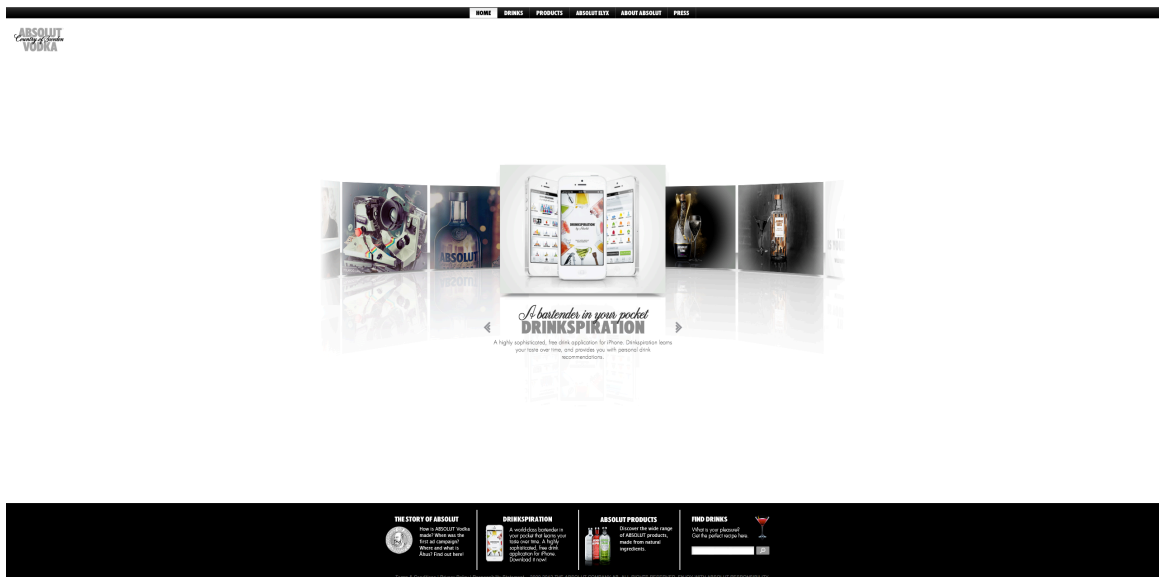 HOME DRINKS PRODUCTS ABSOLUT ELYX ABOUT ABSOLUT PRESS
ABSOLUT
Country of Sweden
VODKA
ABSOLUT
DRINKSPIRATION
A bartender in your pocket
DRINKSPIRATION
A highly sophisticated, free drink application for iPhone. Drinkspiration learns
your taste over time, and provides you with personal drink
recommendations.
THE STORY OF ABSOLUT
How is ABSOLUT Vodka
made? When was the
first ad campaign?
Where and what is
Åhus? Find out here!
DRINKSPIRATION
A world-class bartender in
your pocket that learns your
taste over time. A highly
sophisticated, free drink
application for iPhone.
Download it now!
ABSOLUT PRODUCTS
Discover the wide range
of ABSOLUT products,
made from natural
ingredients.
FIND DRINKS
What is your pleasure?
Get the perfect recipe here.